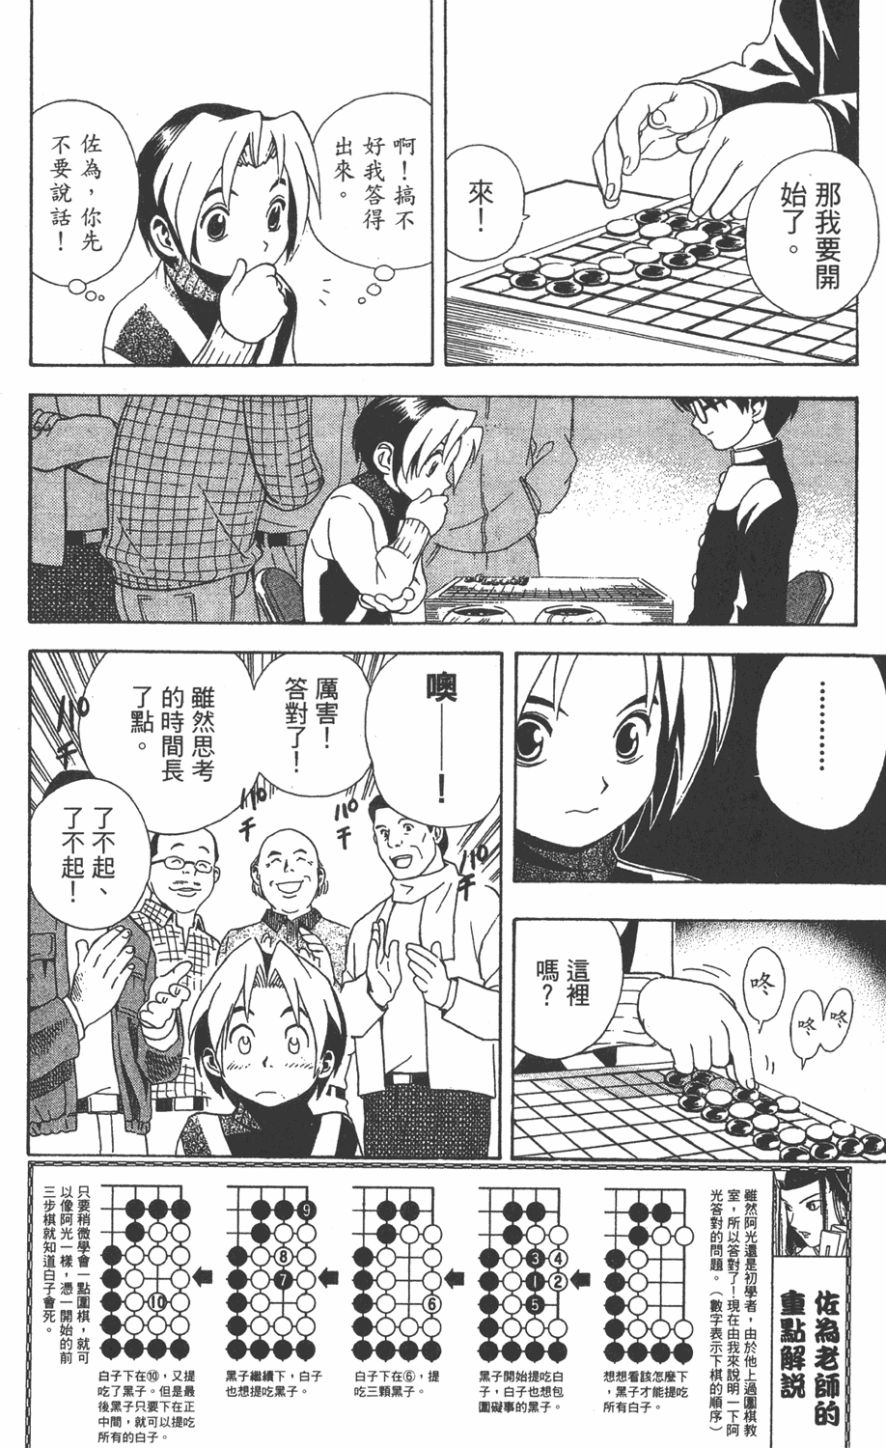 那我要開
始了。
來！
啊！搞不
好我答得
出來。
佐為，你先
不要說話！
………
這裡
嗎？
咚
咚
咚
噢——！
厲害！
答對了！
雖然思考
的時間長
了點。
了不起、
了不起！
佐為老師的
重點解說
雖然阿光還是初學者，由於他上過圍棋教
室，所以答對了！現在由我來說明一下阿
光答對的問題。（數字表示下棋的順序）
想想看該怎麼下
，黑子才能提吃
所有白子。
3
4
1
2
5
黑子開始提吃白
子，白子也想包
圍礙事的黑子。
6
白子下在⑥，提
吃三顆黑子。
9
8
7
黑子繼續下，白子
也想提吃黑子。
10
白子下在⑩，又提
吃了黑子。但是最
後黑子只要下在正
中間，就可以提吃
所有的白子。
只要稍微學會一點圍棋，就可
以像阿光一樣，憑一開始的前
三步棋就知道白子會死。